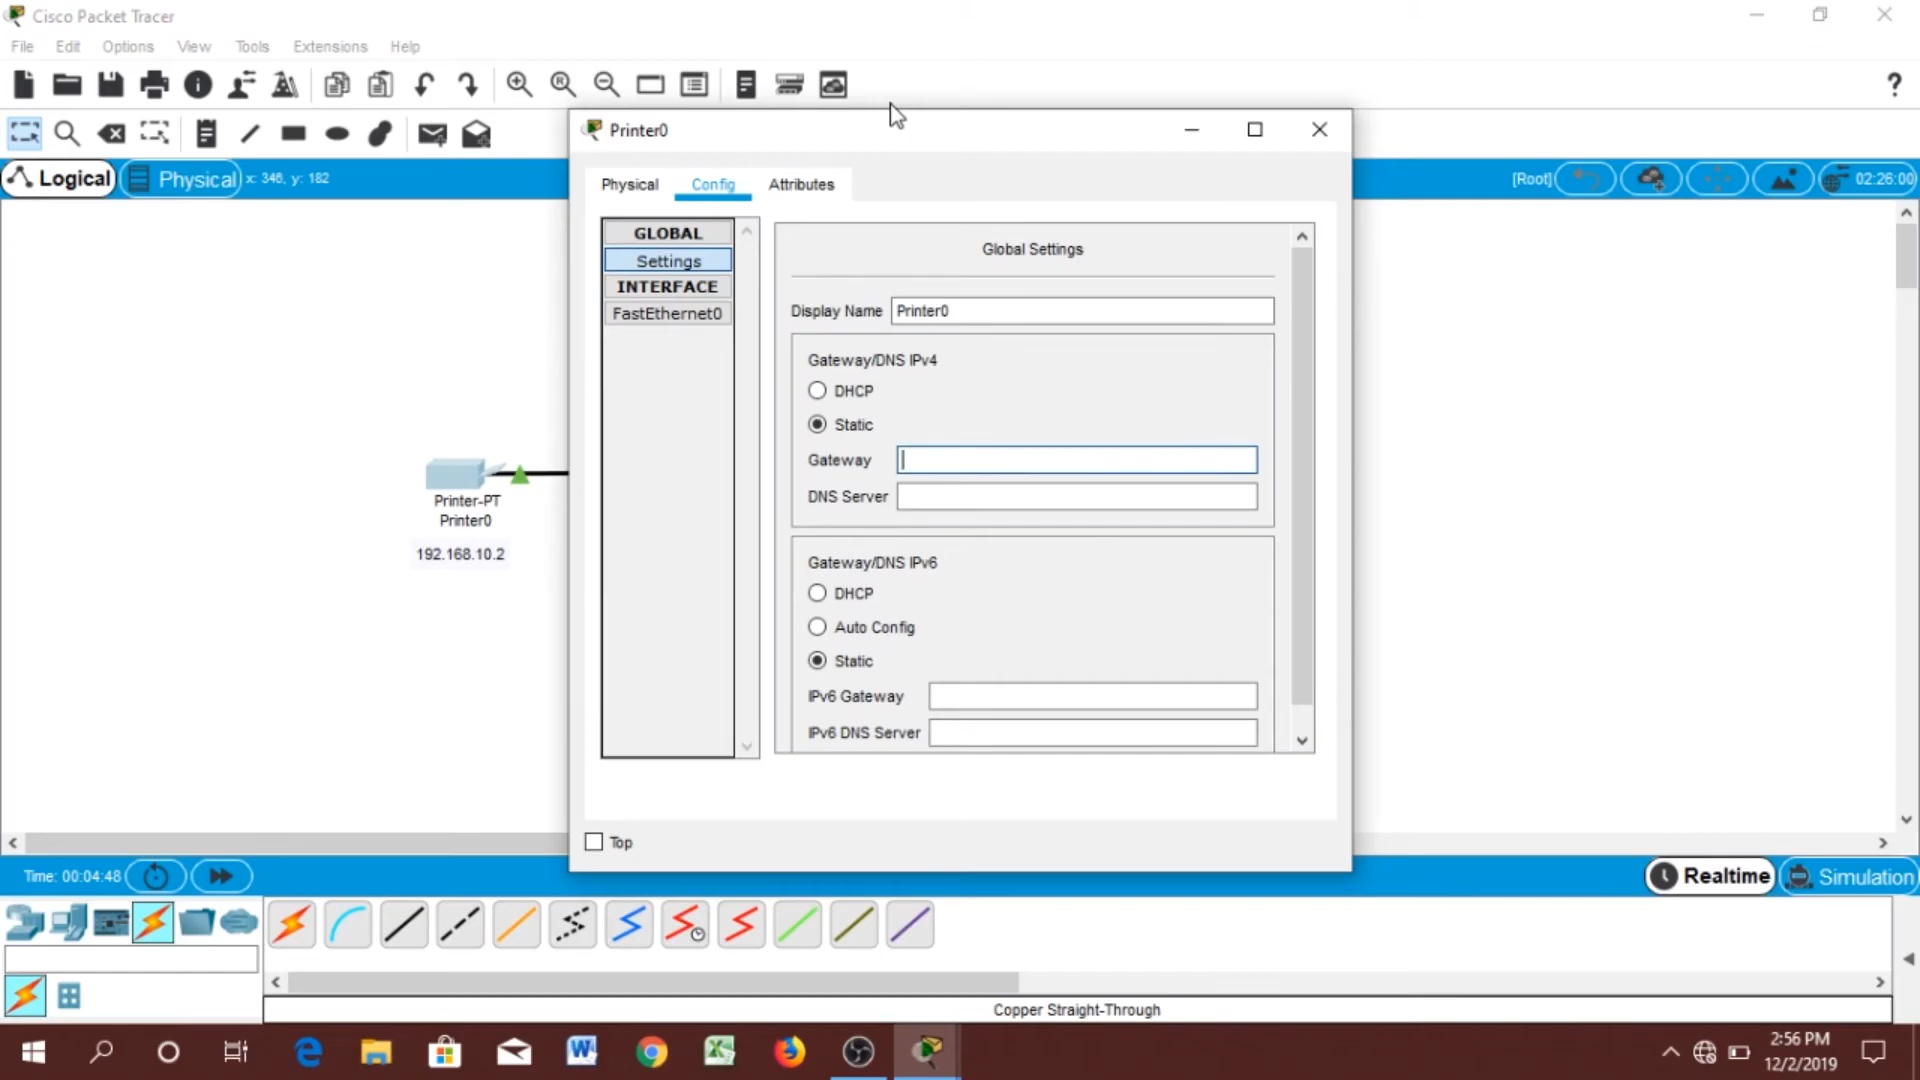 Cisco Packet Tracer
File Edit Options View Tools Extensions Help
?
Logical
Physical
x: 346, y: 182
[Root]
02:26:00
Printer0
Physical Config Attributes
GLOBAL
Settings
INTERFACE
FastEthernet0
Global Settings
Display Name Printer0
Gateway/DNS IPv4
DHCP
Static
Gateway
DNS Server
Gateway/DNS IPv6
DHCP
Auto Config
Static
IPv6 Gateway
IPv6 DNS Server
Top
Printer-PT
Printer0
192.168.10.2
Time: 00:04:48
Realtime
Simulation
Copper Straight-Through
2:56 PM
12/2/2019